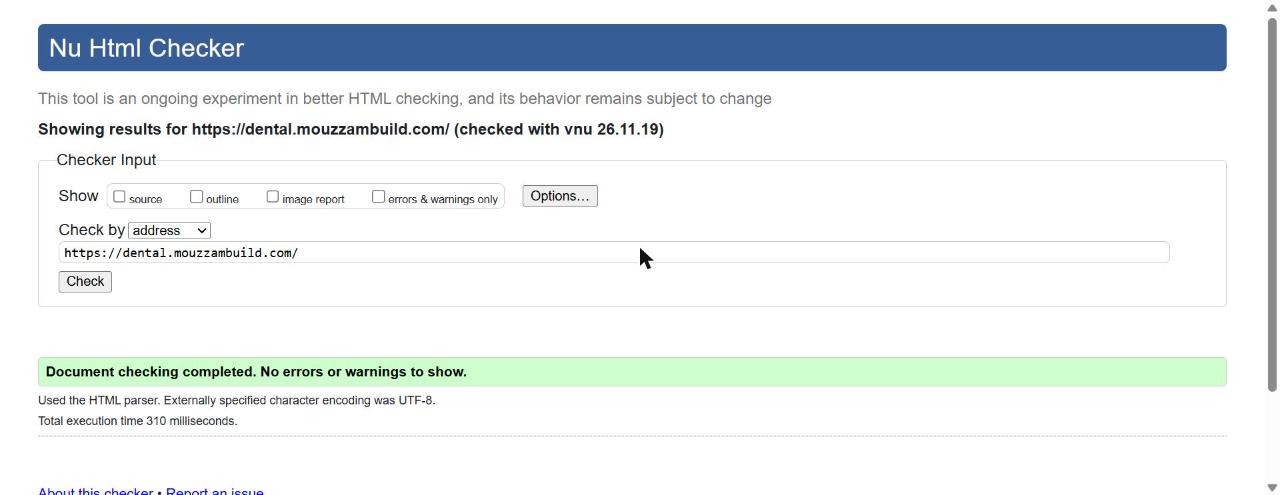 Nu Html Checker
This tool is an ongoing experiment in better HTML checking, and its behavior remains subject to change
Showing results for https://dental.mouzzambuild.com/ (checked with vnu 26.11.19)
Checker Input
Show source outline image report errors & warnings only Options...
Check by address
https://dental.mouzzambuild.com/
Check
Document checking completed. No errors or warnings to show.
Used the HTML parser. Externally specified character encoding was UTF-8.
Total execution time 310 milliseconds.
About this checker • Report an issue